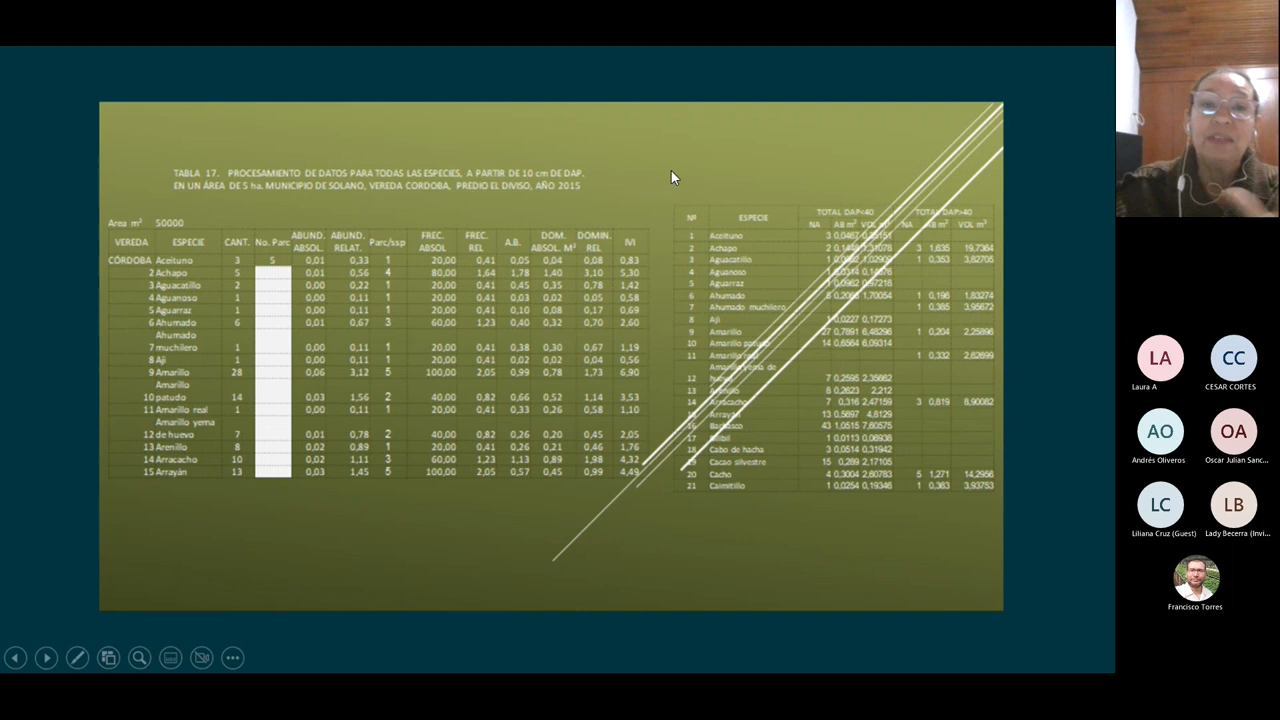 TABLA 17. PROCESAMIENTO DE DATOS PARA TODAS LAS ESPECIES, A PARTIR DE 10 cm DE DAP.
EN UN ÁREA DE 5 ha. MUNICIPIO DE SOLANO, VEREDA CORDOBA, PREDIO EL DIVISO, AÑO 2015
Area m² 50000
VEREDA ESPECIE CANT. No. Parc ABUND. ABSOL. ABUND. RELAT. Parc/ssp FREC. ABSOL FREC. REL A.B. DOM. ABSOL. M² DOMIN. REL IVI
CÓRDOBA Aceituno 3 5 0,01 0,33 1 20,00 0,41 0,05 0,04 0,08 0,83
2 Achapo 5 0,01 0,56 4 80,00 1,64 1,78 1,40 3,10 5,30
3 Aguacatillo 2 0,00 0,22 1 20,00 0,41 0,45 0,35 0,78 1,42
4 Aguanoso 1 0,00 0,11 1 20,00 0,41 0,03 0,02 0,05 0,58
5 Aguarraz 1 0,00 0,11 1 20,00 0,41 0,10 0,08 0,17 0,69
6 Ahumado 6 0,01 0,67 3 60,00 1,23 0,40 0,32 0,70 2,60
Ahumado
7 muchilero 1 0,00 0,11 1 20,00 0,41 0,38 0,30 0,67 1,19
8 Aji 1 0,00 0,11 1 20,00 0,41 0,02 0,02 0,04 0,56
9 Amarillo 28 0,06 3,12 5 100,00 2,05 0,99 0,78 1,73 6,90
Amarillo
10 patudo 14 0,03 1,56 2 40,00 0,82 0,66 0,52 1,14 3,53
11 Amarillo real 1 0,00 0,11 1 20,00 0,41 0,33 0,26 0,58 1,10
Amarillo yema
12 de huevo 7 0,01 0,78 2 40,00 0,82 0,26 0,20 0,45 2,05
13 Arenillo 8 0,02 0,89 1 20,00 0,41 0,26 0,21 0,46 1,76
14 Arracacho 10 0,02 1,11 3 60,00 1,23 1,13 0,89 1,98 4,32
15 Arrayán 13 0,03 1,45 5 100,00 2,05 0,57 0,45 0,99 4,49
Nº ESPECIE TOTAL DAP<40 TOTAL DAP>40
NA AB m² VOL m³ NA AB m² VOL m³
1 Aceituno 3 0,0467
2 Achapo 2 3 1,635 19,7364
3 Aguacatillo 1 1 0,353 3,82705
4 Aguanoso 1
5 Aguarraz 1
6 Ahumado 1,70054 1 0,196 1,83274
7 Ahumado muchilero 1 0,385 3,95672
8 Aji 0,0227 0,17273
9 Amarillo 27 0,7891 6,48296 1 0,204 2,25896
10 Amarillo patudo 14 0,6564 6,09314
11 Amarillo real 1 0,332 2,82699
Amarillo yema de
12 huevo 7 0,2595 2,35662
13 Arenillo 8 0,2623 2,212
14 Arracacho 7 0,316 2,47159 3 0,819 8,90082
15 Arrayán 13 0,5697 4,8129
16 Barbasco 43 1,0515 7,60575
17 Bilibil 1 0,0113 0,06936
18 Cabo de hacha 3 0,0514 0,31942
19 Cacao silvestre 15 0,289 2,17105
20 Cacho 4 0,3004 2,60783 5 1,271 14,2956
21 Caimitillo 1 0,0254 0,19346 1 0,363 3,93753
LA
Laura A
CC
CESAR CORTES
AO
Andrés Oliveros
OA
Oscar Julian Sanc...
LC
Liliana Cruz (Guest)
LB
Lady Becerra (Invi...
Francisco Torres